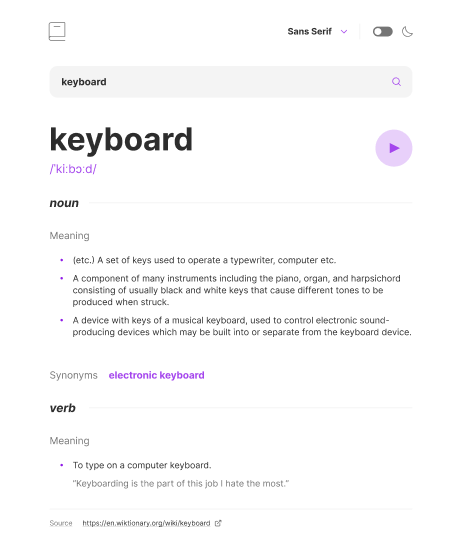 Sans Serif
keyboard
keyboard
/ˈkiːbɔːd/
noun
Meaning
(etc.) A set of keys used to operate a typewriter, computer etc.
A component of many instruments including the piano, organ, and harpsichord
consisting of usually black and white keys that cause different tones to be
produced when struck.
A device with keys of a musical keyboard, used to control electronic sound-
producing devices which may be built into or separate from the keyboard device.
Synonyms electronic keyboard
verb
Meaning
To type on a computer keyboard.
“Keyboarding is the part of this job I hate the most.”
Source https://en.wiktionary.org/wiki/keyboard